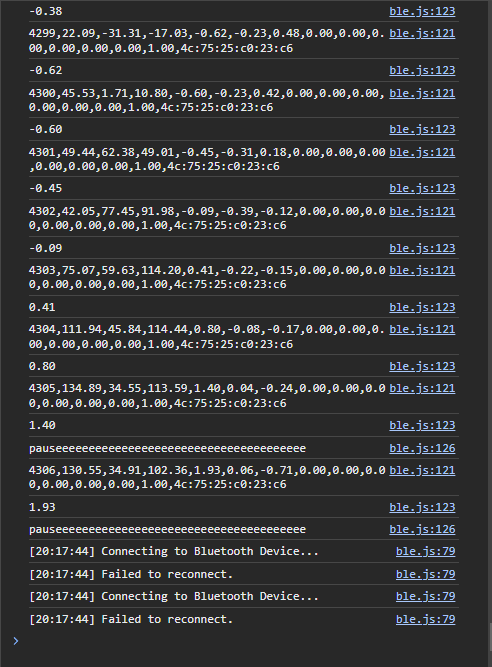 -0.38 ble.js:123
4299,22.09,-31.31,-17.03,-0.62,-0.23,0.48,0.00,0.00,0. ble.js:121
00,0.00,0.00,0.00,1.00,4c:75:25:c0:23:c6
-0.62 ble.js:123
4300,45.53,1.71,10.80,-0.60,-0.23,0.42,0.00,0.00,0.00, ble.js:121
0.00,0.00,0.00,1.00,4c:75:25:c0:23:c6
-0.60 ble.js:123
4301,49.44,62.38,49.01,-0.45,-0.31,0.18,0.00,0.00,0.00 ble.js:121
,0.00,0.00,0.00,1.00,4c:75:25:c0:23:c6
-0.45 ble.js:123
4302,42.05,77.45,91.98,-0.09,-0.39,-0.12,0.00,0.00,0.0 ble.js:121
0,0.00,0.00,0.00,1.00,4c:75:25:c0:23:c6
-0.09 ble.js:123
4303,75.07,59.63,114.20,0.41,-0.22,-0.15,0.00,0.00,0.0 ble.js:121
0,0.00,0.00,0.00,1.00,4c:75:25:c0:23:c6
0.41 ble.js:123
4304,111.94,45.84,114.44,0.80,-0.08,-0.17,0.00,0.00,0. ble.js:121
00,0.00,0.00,0.00,1.00,4c:75:25:c0:23:c6
0.80 ble.js:123
4305,134.89,34.55,113.59,1.40,0.04,-0.24,0.00,0.00,0.0 ble.js:121
0,0.00,0.00,0.00,1.00,4c:75:25:c0:23:c6
1.40 ble.js:123
pauseeeeeeeeeeeeeeeeeeeeeeeeeeeeeeeeeeeeee ble.js:126
4306,130.55,34.91,102.36,1.93,0.06,-0.71,0.00,0.00,0.0 ble.js:121
0,0.00,0.00,0.00,1.00,4c:75:25:c0:23:c6
1.93 ble.js:123
pauseeeeeeeeeeeeeeeeeeeeeeeeeeeeeeeeeeeeee ble.js:126
[20:17:44] Connecting to Bluetooth Device... ble.js:79
[20:17:44] Failed to reconnect. ble.js:79
[20:17:44] Connecting to Bluetooth Device... ble.js:79
[20:17:44] Failed to reconnect. ble.js:79